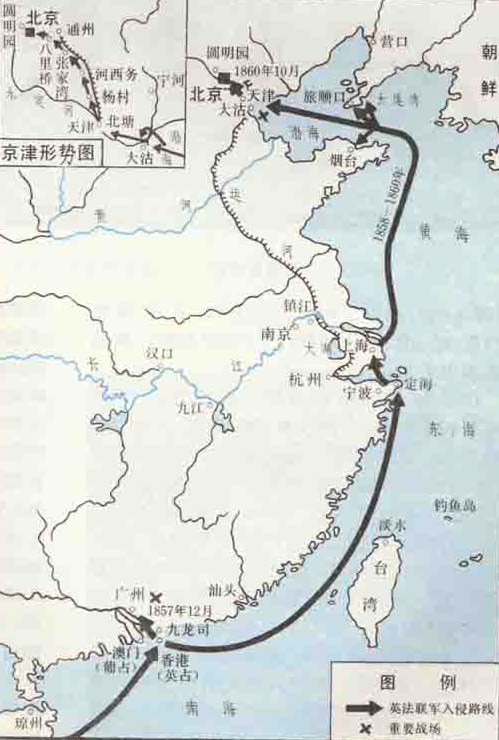 圆明园
北京
通州
八里桥
张家湾
河西务
杨村
宁河
天津
北塘
大沽
渤海
京津形势图
营口
朝鲜
圆明园
1860年10月
北京
天津
大沽
旅顺口
大连湾
渤海
烟台
1858—1860年
黄海
黄河
运河
镇江
南京
太湖
上海
杭州
宁波
定海
汉口
长江
九江
东海
钓鱼岛
淡水
台湾
广州
1857年12月
汕头
九龙司
澳门
(葡占)
香港
(英占)
南海
琼州
图例
英法联军入侵路线
重要战场